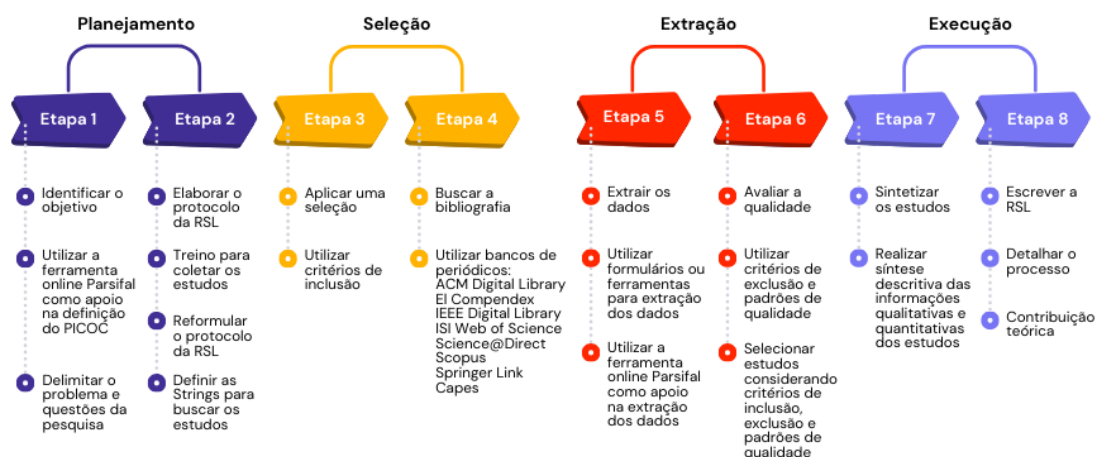 Planejamento
Seleção
Extração
Execução
Etapa 1
Etapa 2
Etapa 3
Etapa 4
Etapa 5
Etapa 6
Etapa 7
Etapa 8
Identificar o
objetivo
Utilizar a
ferramenta
online Parsifal
como apoio
na definição
do PICOC
Delimitar o
problema e
questões da
pesquisa
Elaborar o
protocolo
da RSL
Treino para
coletar os
estudos
Reformular
o protocolo
da RSL
Definir as
Strings para
buscar os
estudos
Aplicar uma
seleção
Utilizar
critérios de
inclusão
Buscar a
bibliografia
Utilizar bancos de
periódicos:
ACM Digital Library
EI Compendex
IEEE Digital Library
ISI Web of Science
Science@Direct
Scopus
Springer Link
Capes
Extrair os
dados
Utilizar
formulários ou
ferramentas
para extração
dos dados
Utilizar a
ferramenta
online Parsifal
como apoio
na extração
dos dados
Avaliar a
qualidade
Utilizar
critérios de
exclusão e
padrões de
qualidade
Selecionar
estudos
considerando
critérios de
inclusão,
exclusão e
padrões de
qualidade
Sintetizar
os estudos
Realizar
síntese
descritiva das
informações
qualitativas e
quantitativas
dos estudos
Escrever a
RSL
Detalhar o
processo
Contribuição
teórica